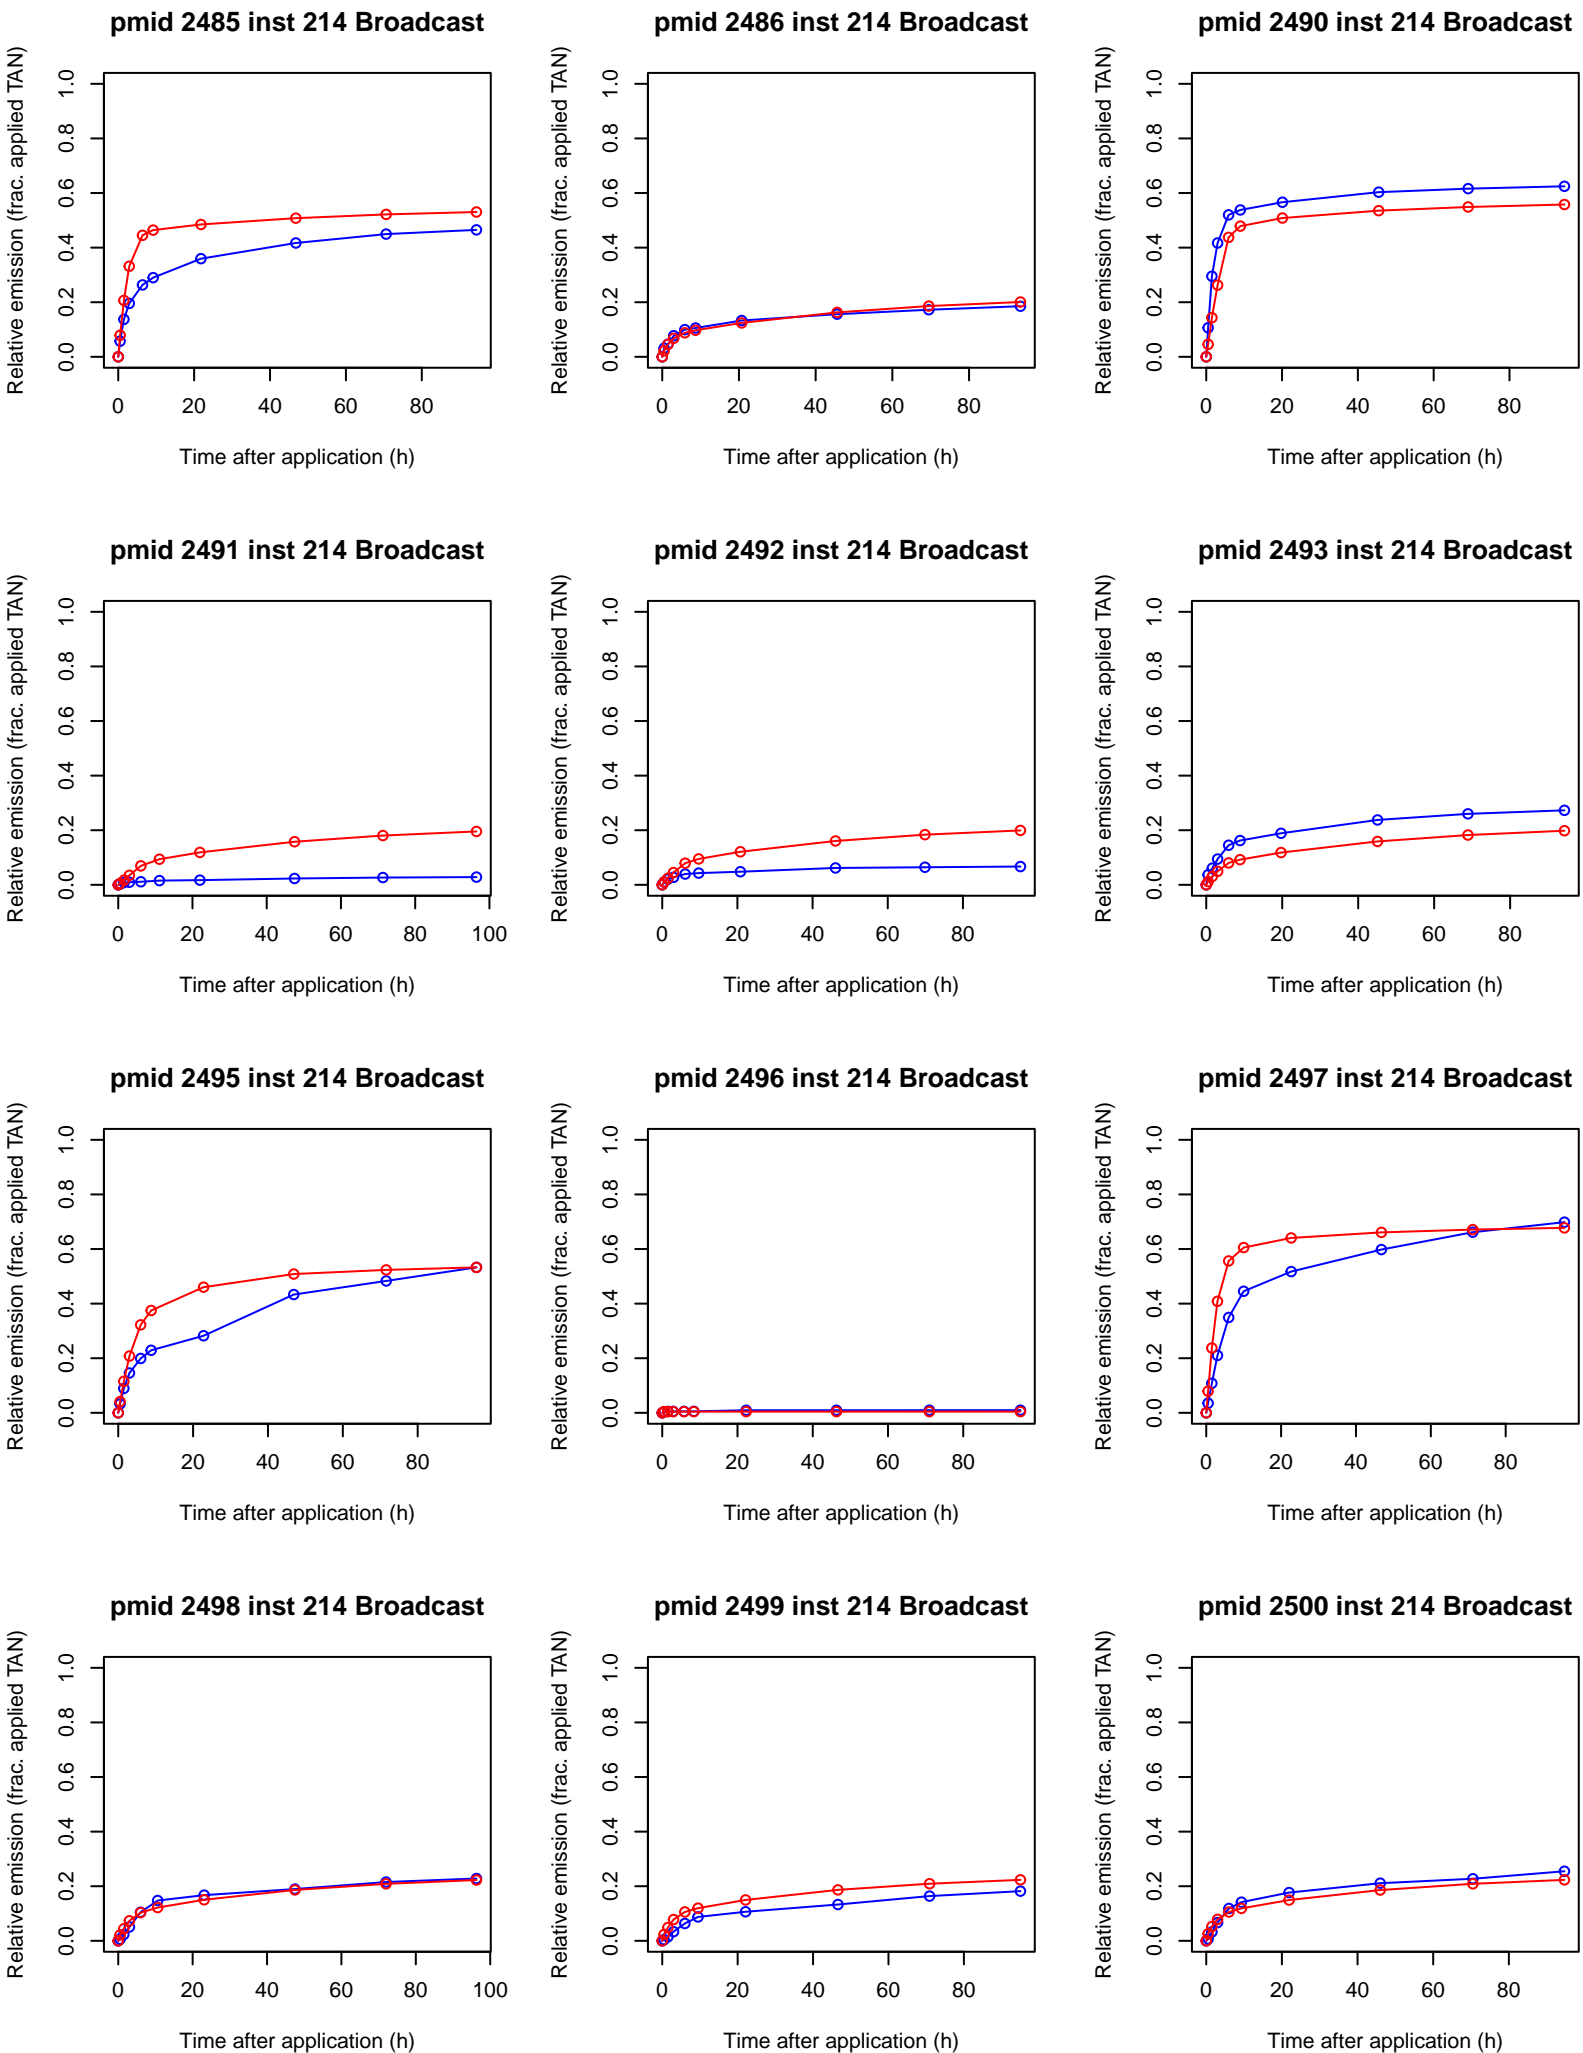 pmid 2485 inst 214 Broadcast
Relative emission (frac. applied TAN)
1.0
0.8
0.6
0.4
0.2
0.0
0 20 40 60 80
Time after application (h)
pmid 2486 inst 214 Broadcast
Relative emission (frac. applied TAN)
1.0
0.8
0.6
0.4
0.2
0.0
0 20 40 60 80
Time after application (h)
pmid 2490 inst 214 Broadcast
Relative emission (frac. applied TAN)
1.0
0.8
0.6
0.4
0.2
0.0
0 20 40 60 80
Time after application (h)
pmid 2491 inst 214 Broadcast
Relative emission (frac. applied TAN)
1.0
0.8
0.6
0.4
0.2
0.0
0 20 40 60 80 100
Time after application (h)
pmid 2492 inst 214 Broadcast
Relative emission (frac. applied TAN)
1.0
0.8
0.6
0.4
0.2
0.0
0 20 40 60 80
Time after application (h)
pmid 2493 inst 214 Broadcast
Relative emission (frac. applied TAN)
1.0
0.8
0.6
0.4
0.2
0.0
0 20 40 60 80
Time after application (h)
pmid 2495 inst 214 Broadcast
Relative emission (frac. applied TAN)
1.0
0.8
0.6
0.4
0.2
0.0
0 20 40 60 80
Time after application (h)
pmid 2496 inst 214 Broadcast
Relative emission (frac. applied TAN)
1.0
0.8
0.6
0.4
0.2
0.0
0 20 40 60 80
Time after application (h)
pmid 2497 inst 214 Broadcast
Relative emission (frac. applied TAN)
1.0
0.8
0.6
0.4
0.2
0.0
0 20 40 60 80
Time after application (h)
pmid 2498 inst 214 Broadcast
Relative emission (frac. applied TAN)
1.0
0.8
0.6
0.4
0.2
0.0
0 20 40 60 80 100
Time after application (h)
pmid 2499 inst 214 Broadcast
Relative emission (frac. applied TAN)
1.0
0.8
0.6
0.4
0.2
0.0
0 20 40 60 80
Time after application (h)
pmid 2500 inst 214 Broadcast
Relative emission (frac. applied TAN)
1.0
0.8
0.6
0.4
0.2
0.0
0 20 40 60 80
Time after application (h)